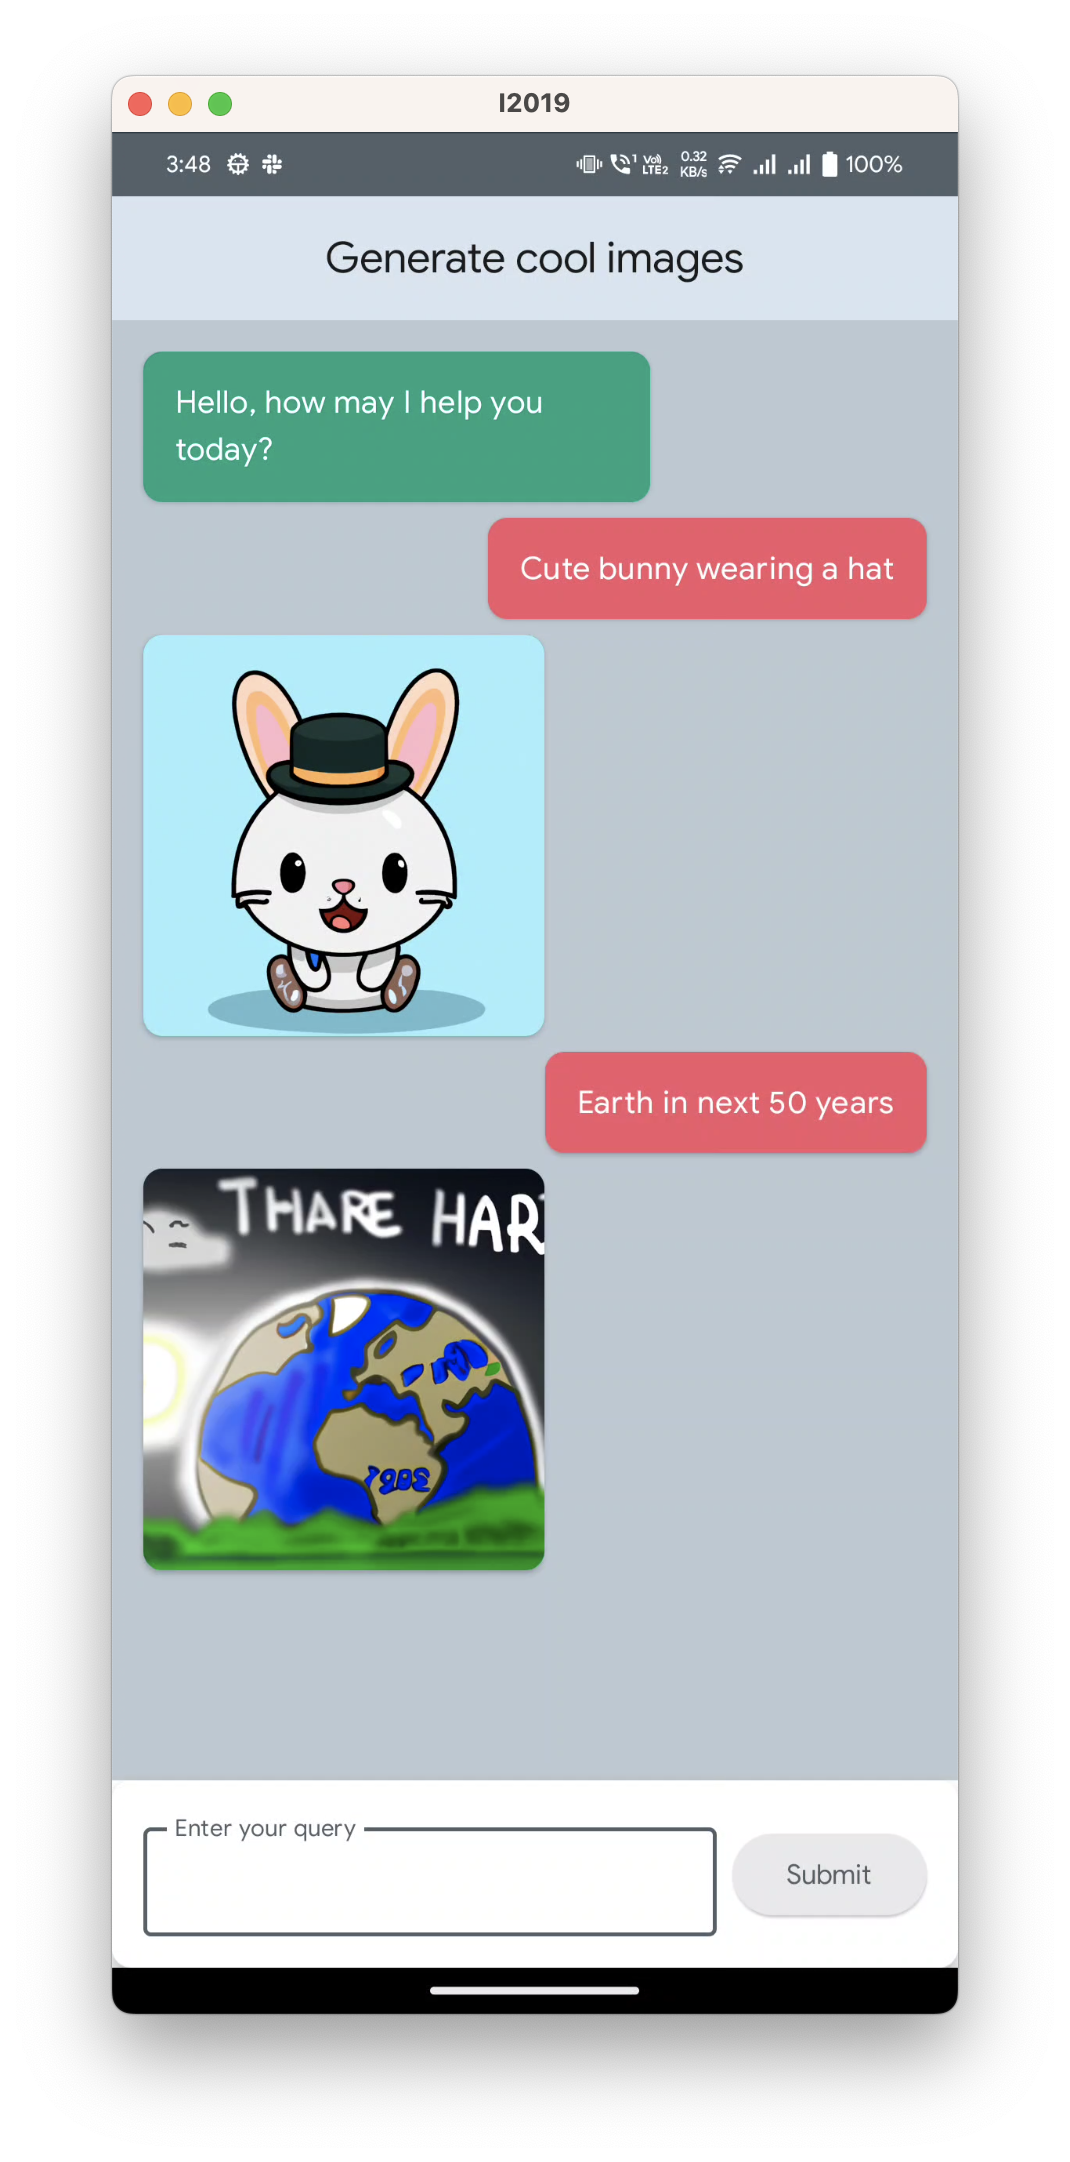 I2019
3:48
1
Vo) LTE2
0.32 KB/s
100%
Generate cool images
Hello, how may I help you
today?
Cute bunny wearing a hat
Earth in next 50 years
THARE HAR
Enter your query
Submit